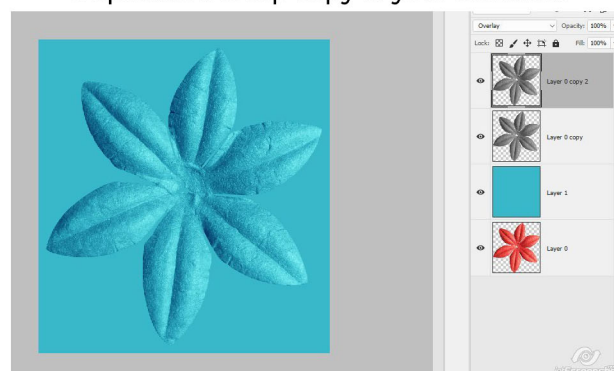 Overlay Opacity: 100%
Lock: Fill: 100%
Layer 0 copy 2
Layer 0 copy
Layer 1
Layer 0